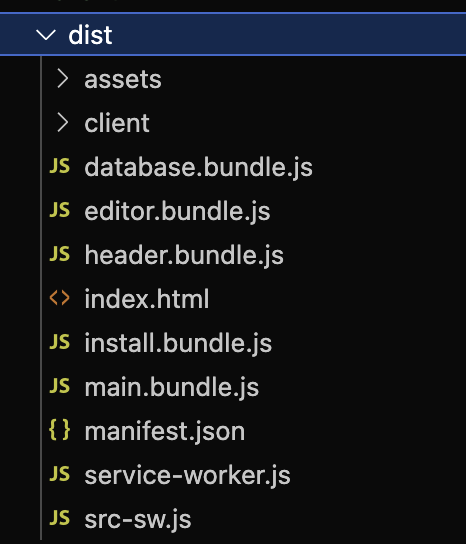 dist
assets
client
JS database.bundle.js
JS editor.bundle.js
JS header.bundle.js
<> index.html
JS install.bundle.js
JS main.bundle.js
{} manifest.json
JS service-worker.js
JS src-sw.js